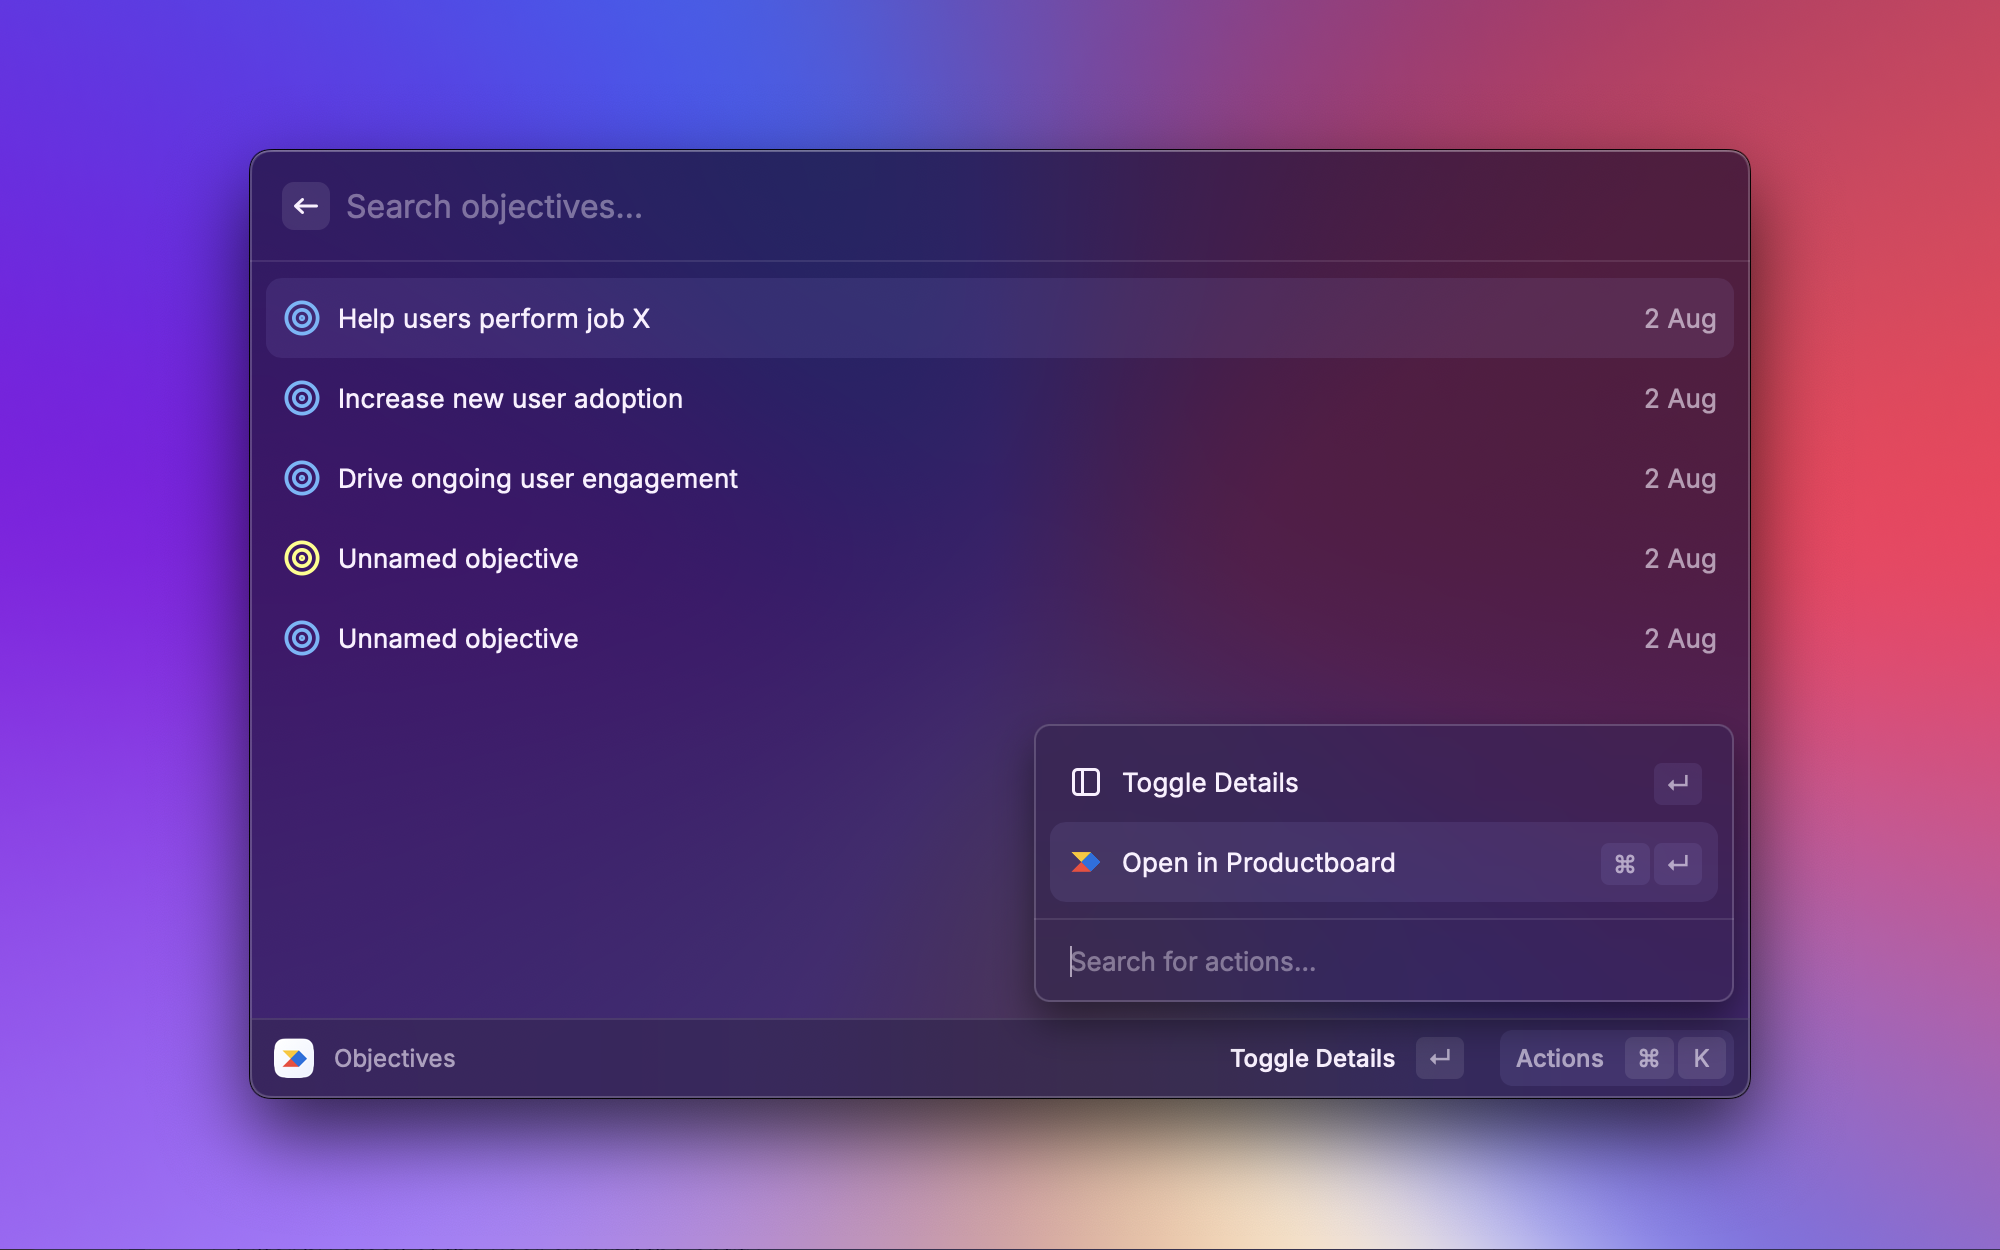 Search objectives...
Help users perform job X 2 Aug
Increase new user adoption 2 Aug
Drive ongoing user engagement 2 Aug
Unnamed objective 2 Aug
Unnamed objective 2 Aug
Toggle Details ↵
Open in Productboard ⌘ ↵
Search for actions...
Objectives Toggle Details ↵ Actions ⌘ K